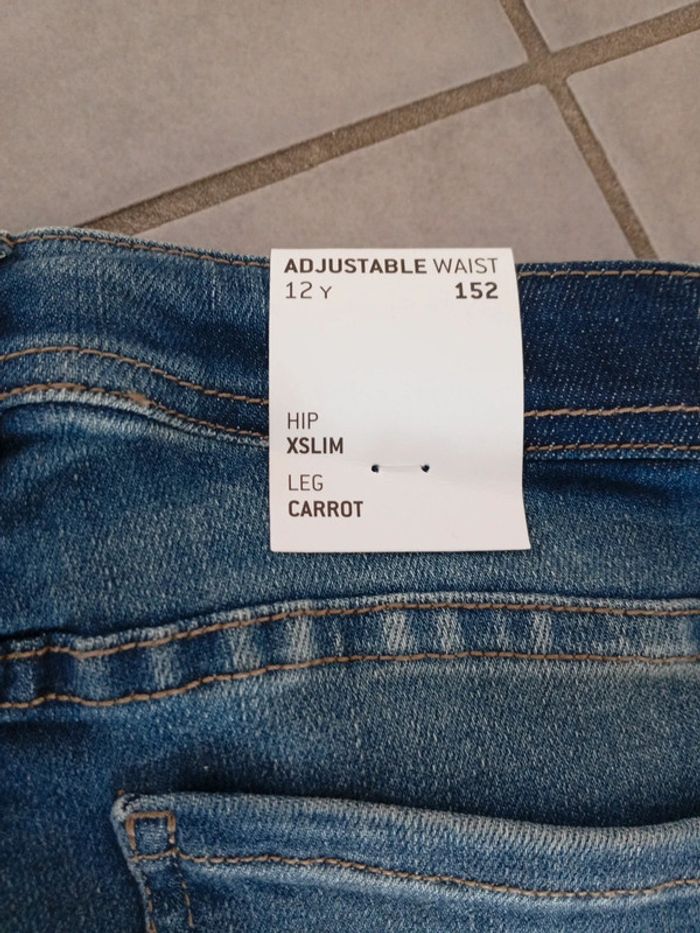 ADJUSTABLE WAIST
12 Y 152
HIP
XSLIM
LEG
CARROT